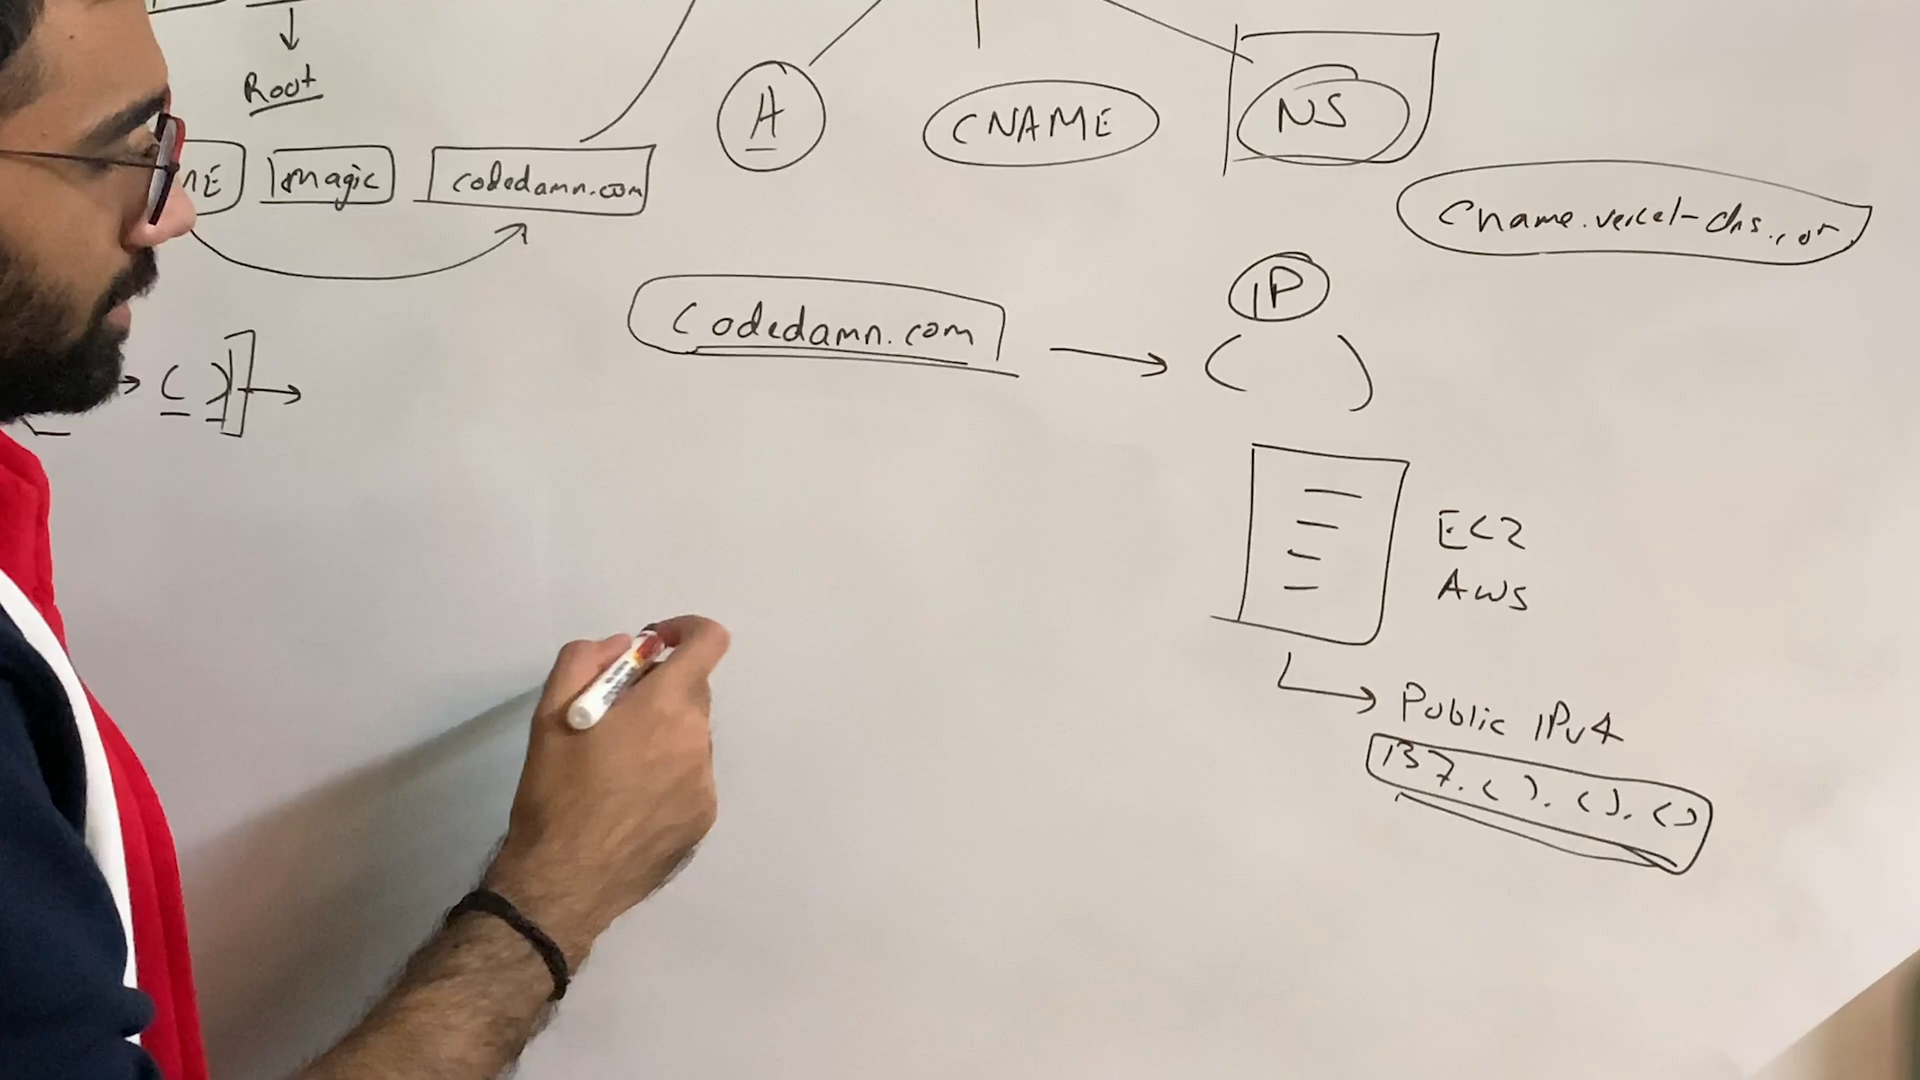 Root
A
CNAME
NS
magic
codedamn.com
cname.vercel-dns.com
codedamn.com
IP
( )
( )
EC2
AWS
Public IPv4
137.( ).( ).( )